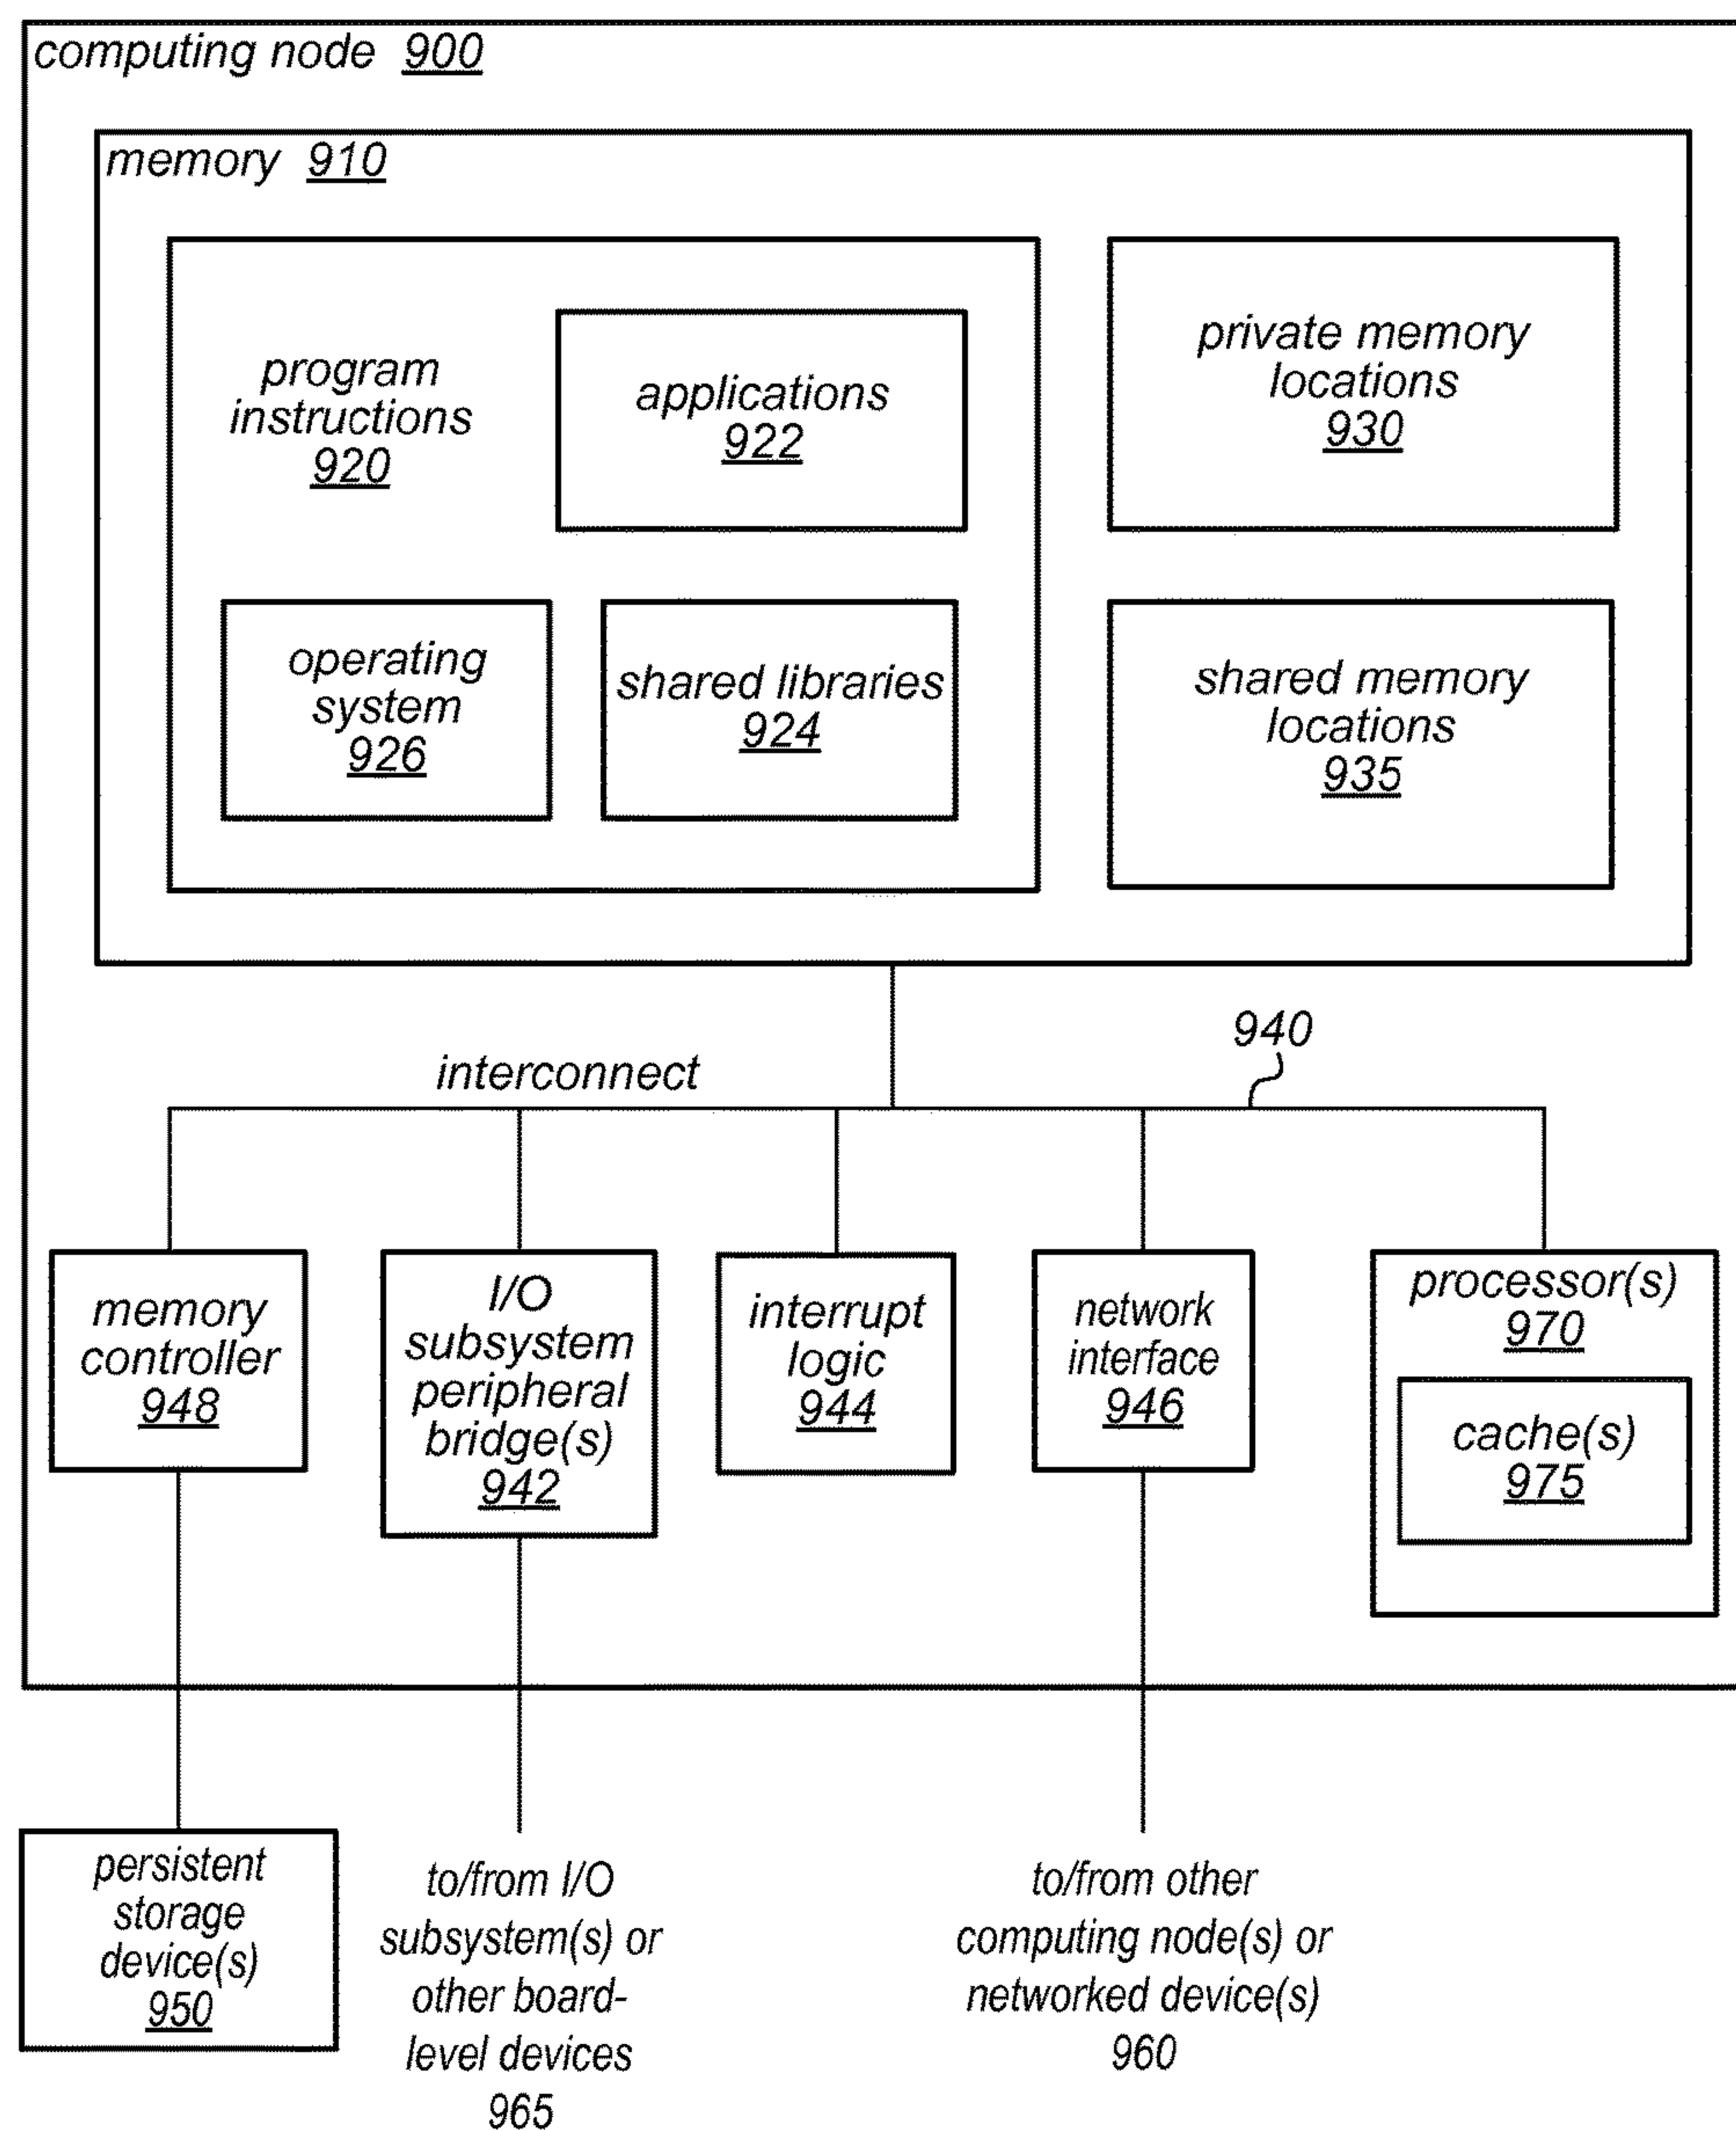 computing node 900
memory 910
program
instructions
920
applications
922
operating
system
926
shared libraries
924
private memory
locations
930
shared memory
locations
935
interconnect
940
memory
controller
948
I/O
subsystem
peripheral
bridge(s)
942
interrupt
logic
944
network
interface
946
processor(s)
970
cache(s)
975
persistent
storage
device(s)
950
to/from I/O
subsystem(s) or
other board-
level devices
965
to/from other
computing node(s) or
networked device(s)
960